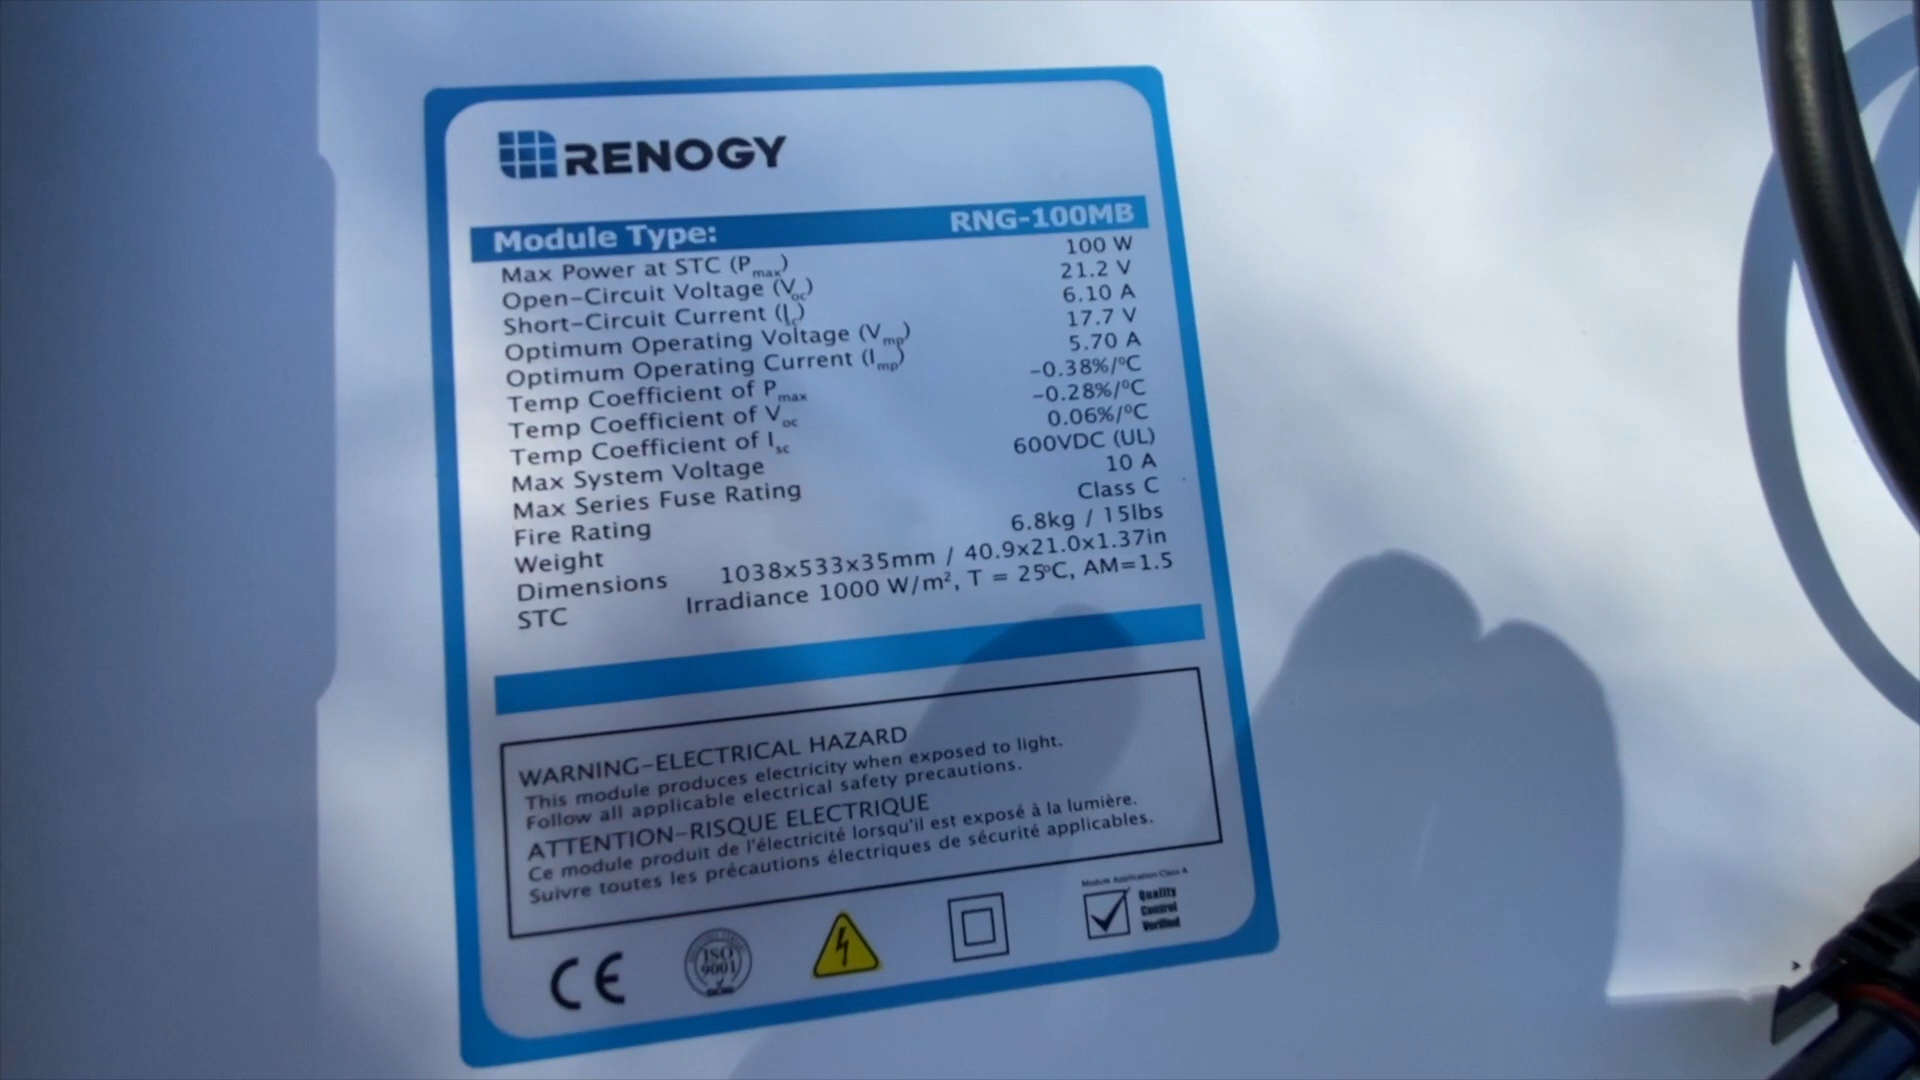 RENOGY
Module Type: RNG-100MB
Max Power at STC (Pmax) 100 W
Open-Circuit Voltage (Voc) 21.2 V
Short-Circuit Current (Isc) 6.10 A
Optimum Operating Voltage (Vmp) 17.7 V
Optimum Operating Current (Imp) 5.70 A
Temp Coefficient of Pmax -0.38%/°C
Temp Coefficient of Voc -0.28%/°C
Temp Coefficient of Isc 0.06%/°C
Max System Voltage 600VDC (UL)
Max Series Fuse Rating 10 A
Fire Rating Class C
Weight 6.8kg / 15lbs
Dimensions 1038x533x35mm / 40.9x21.0x1.37in
STC Irradiance 1000 W/m², T = 25°C, AM=1.5
WARNING-ELECTRICAL HAZARD
This module produces electricity when exposed to light.
Follow all applicable electrical safety precautions.
ATTENTION-RISQUE ELECTRIQUE
Ce module produit de l'électricité lorsqu'il est exposé à la lumière.
Suivre toutes les précautions électriques de sécurité applicables.
CE
ISO
9001
Module Application Class A
Quality
Control
Verified